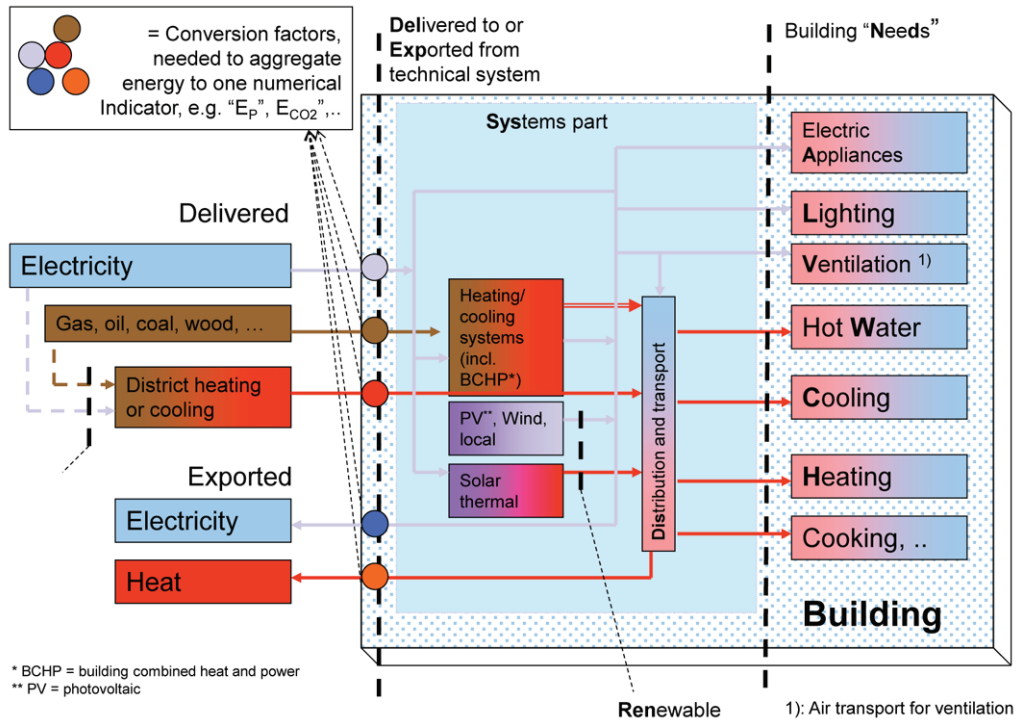 = Conversion factors,
needed to aggregate
energy to one numerical
Indicator, e.g. “EP”, ECO2”,..
Delivered to or
Exported from
technical system
Building “Needs”
Systems part
Electric
Appliances
Lighting
Ventilation 1)
Hot Water
Cooling
Heating
Cooking, ..
Delivered
Electricity
Gas, oil, coal, wood, …
District heating
or cooling
Heating/
cooling
systems
(incl.
BCHP*)
PV**, Wind,
local
Solar
thermal
Distribution and transport
Exported
Electricity
Heat
Building
* BCHP = building combined heat and power
** PV = photovoltaic
Renewable
1): Air transport for ventilation